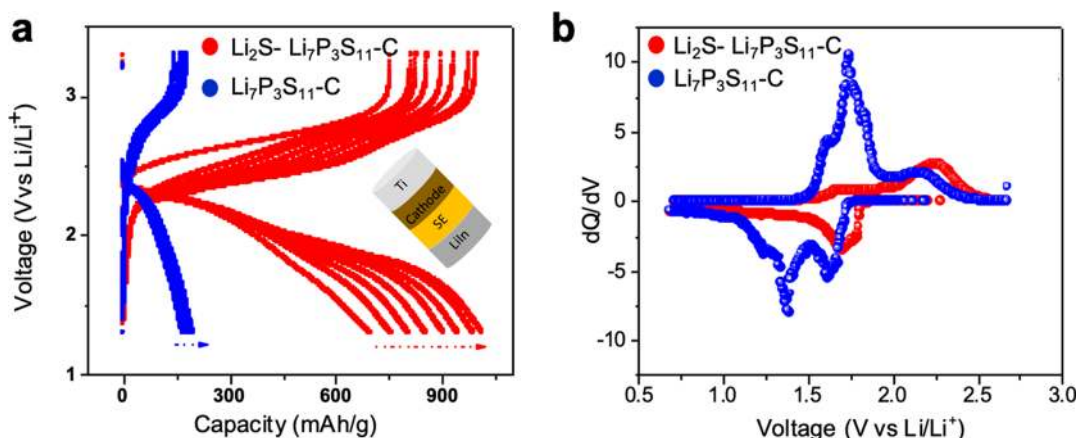 a
Li₂S- Li₇P₃S₁₁-C
Li₇P₃S₁₁-C
3
2
1
Voltage (V vs Li/Li⁺)
0
300
600
900
Capacity (mAh/g)
Ti
Cathode
SE
LiIn
b
Li₂S- Li₇P₃S₁₁-C
Li₇P₃S₁₁-C
10
5
0
-5
-10
dQ/dV
0.5
1.0
1.5
2.0
2.5
3.0
Voltage (V vs Li/Li⁺)